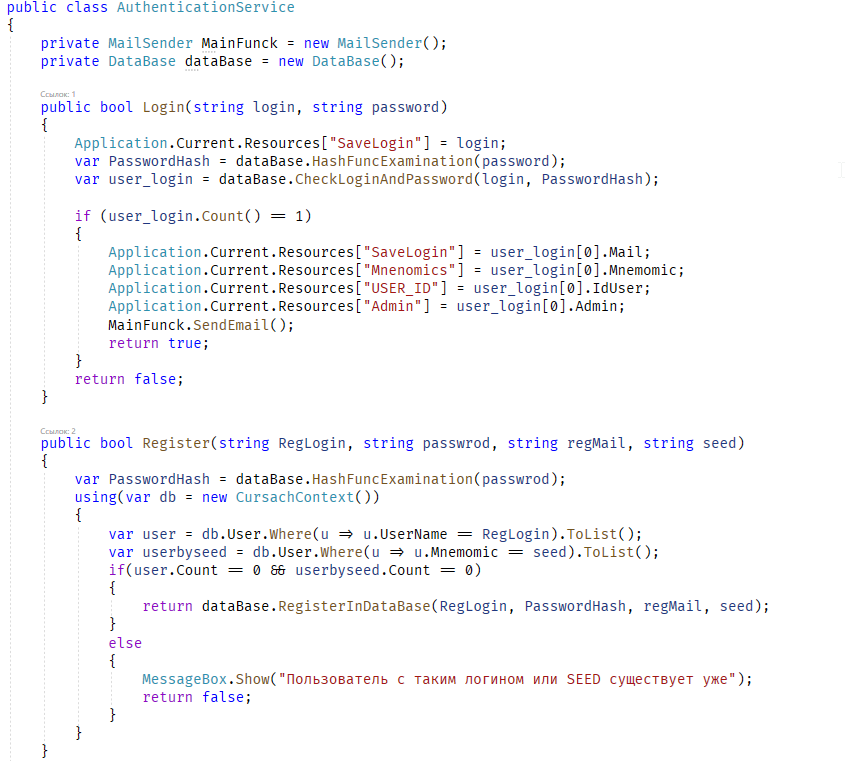 public class AuthenticationService
{
private MailSender MainFunck = new MailSender();
private DataBase dataBase = new DataBase();
Ссылок: 1
public bool Login(string login, string password)
{
Application.Current.Resources["SaveLogin"] = login;
var PasswordHash = dataBase.HashFuncExamination(password);
var user_login = dataBase.CheckLoginAndPassword(login, PasswordHash);
if (user_login.Count() == 1)
{
Application.Current.Resources["SaveLogin"] = user_login[0].Mail;
Application.Current.Resources["Mnenomics"] = user_login[0].Mnemomic;
Application.Current.Resources["USER_ID"] = user_login[0].IdUser;
Application.Current.Resources["Admin"] = user_login[0].Admin;
MainFunck.SendEmail();
return true;
}
return false;
}
Ссылок: 2
public bool Register(string RegLogin, string passwrod, string regMail, string seed)
{
var PasswordHash = dataBase.HashFuncExamination(passwrod);
using(var db = new CursachContext())
{
var user = db.User.Where(u => u.UserName == RegLogin).ToList();
var userbyseed = db.User.Where(u => u.Mnemomic == seed).ToList();
if(user.Count == 0 && userbyseed.Count == 0)
{
return dataBase.RegisterInDataBase(RegLogin, PasswordHash, regMail, seed);
}
else
{
MessageBox.Show("Пользователь с таким логином или SEED существует уже");
return false;
}
}
}